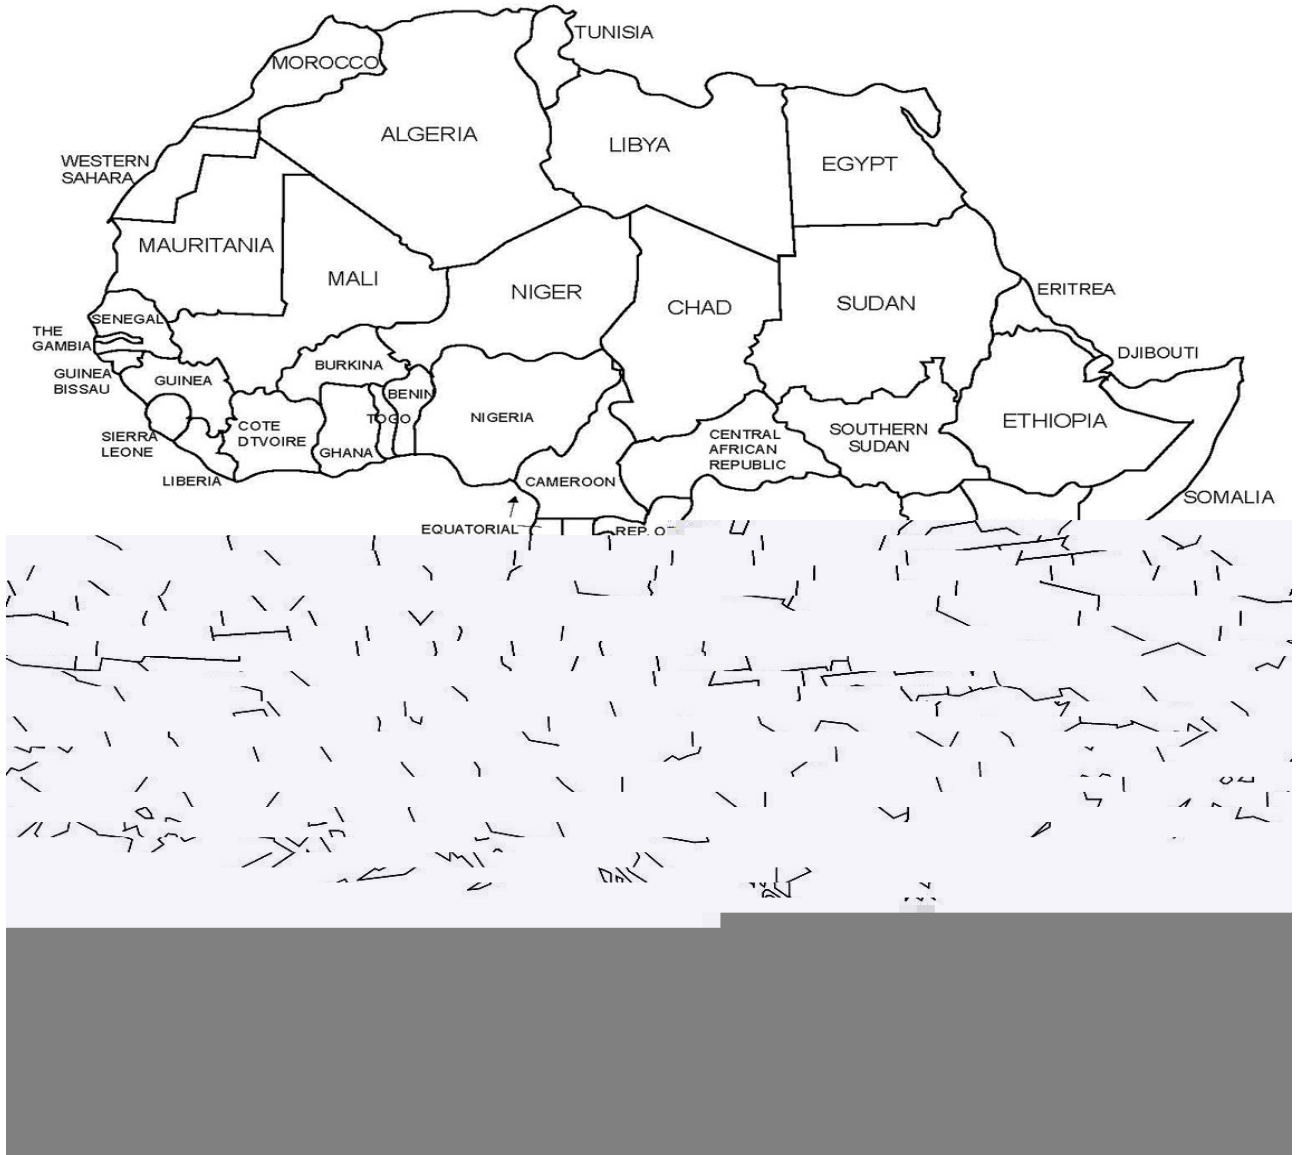 TUNISIA
MOROCCO
ALGERIA
LIBYA
EGYPT
WESTERN
SAHARA
MAURITANIA
MALI
NIGER
CHAD
SUDAN
ERITREA
SENEGAL
THE
GAMBIA
DJIBOUTI
BURKINA
GUINEA
BISSAU
GUINEA
BENIN
TOGO
NIGERIA
ETHIOPIA
COTE
DTVOIRE
GHANA
SIERRA
LEONE
CENTRAL
AFRICAN
REPUBLIC
SOUTHERN
SUDAN
LIBERIA
CAMEROON
SOMALIA
EQUATORIAL
REP. O